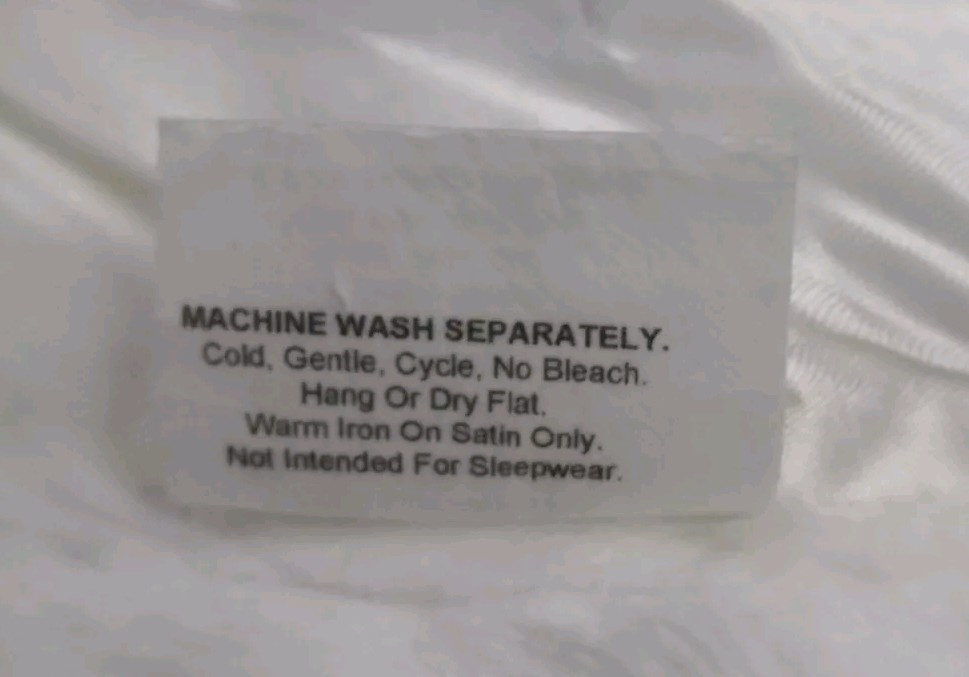 MACHINE WASH SEPARATELY.
Cold, Gentle, Cycle, No Bleach.
Hang Or Dry Flat.
Warm Iron On Satin Only.
Not Intended For Sleepwear.